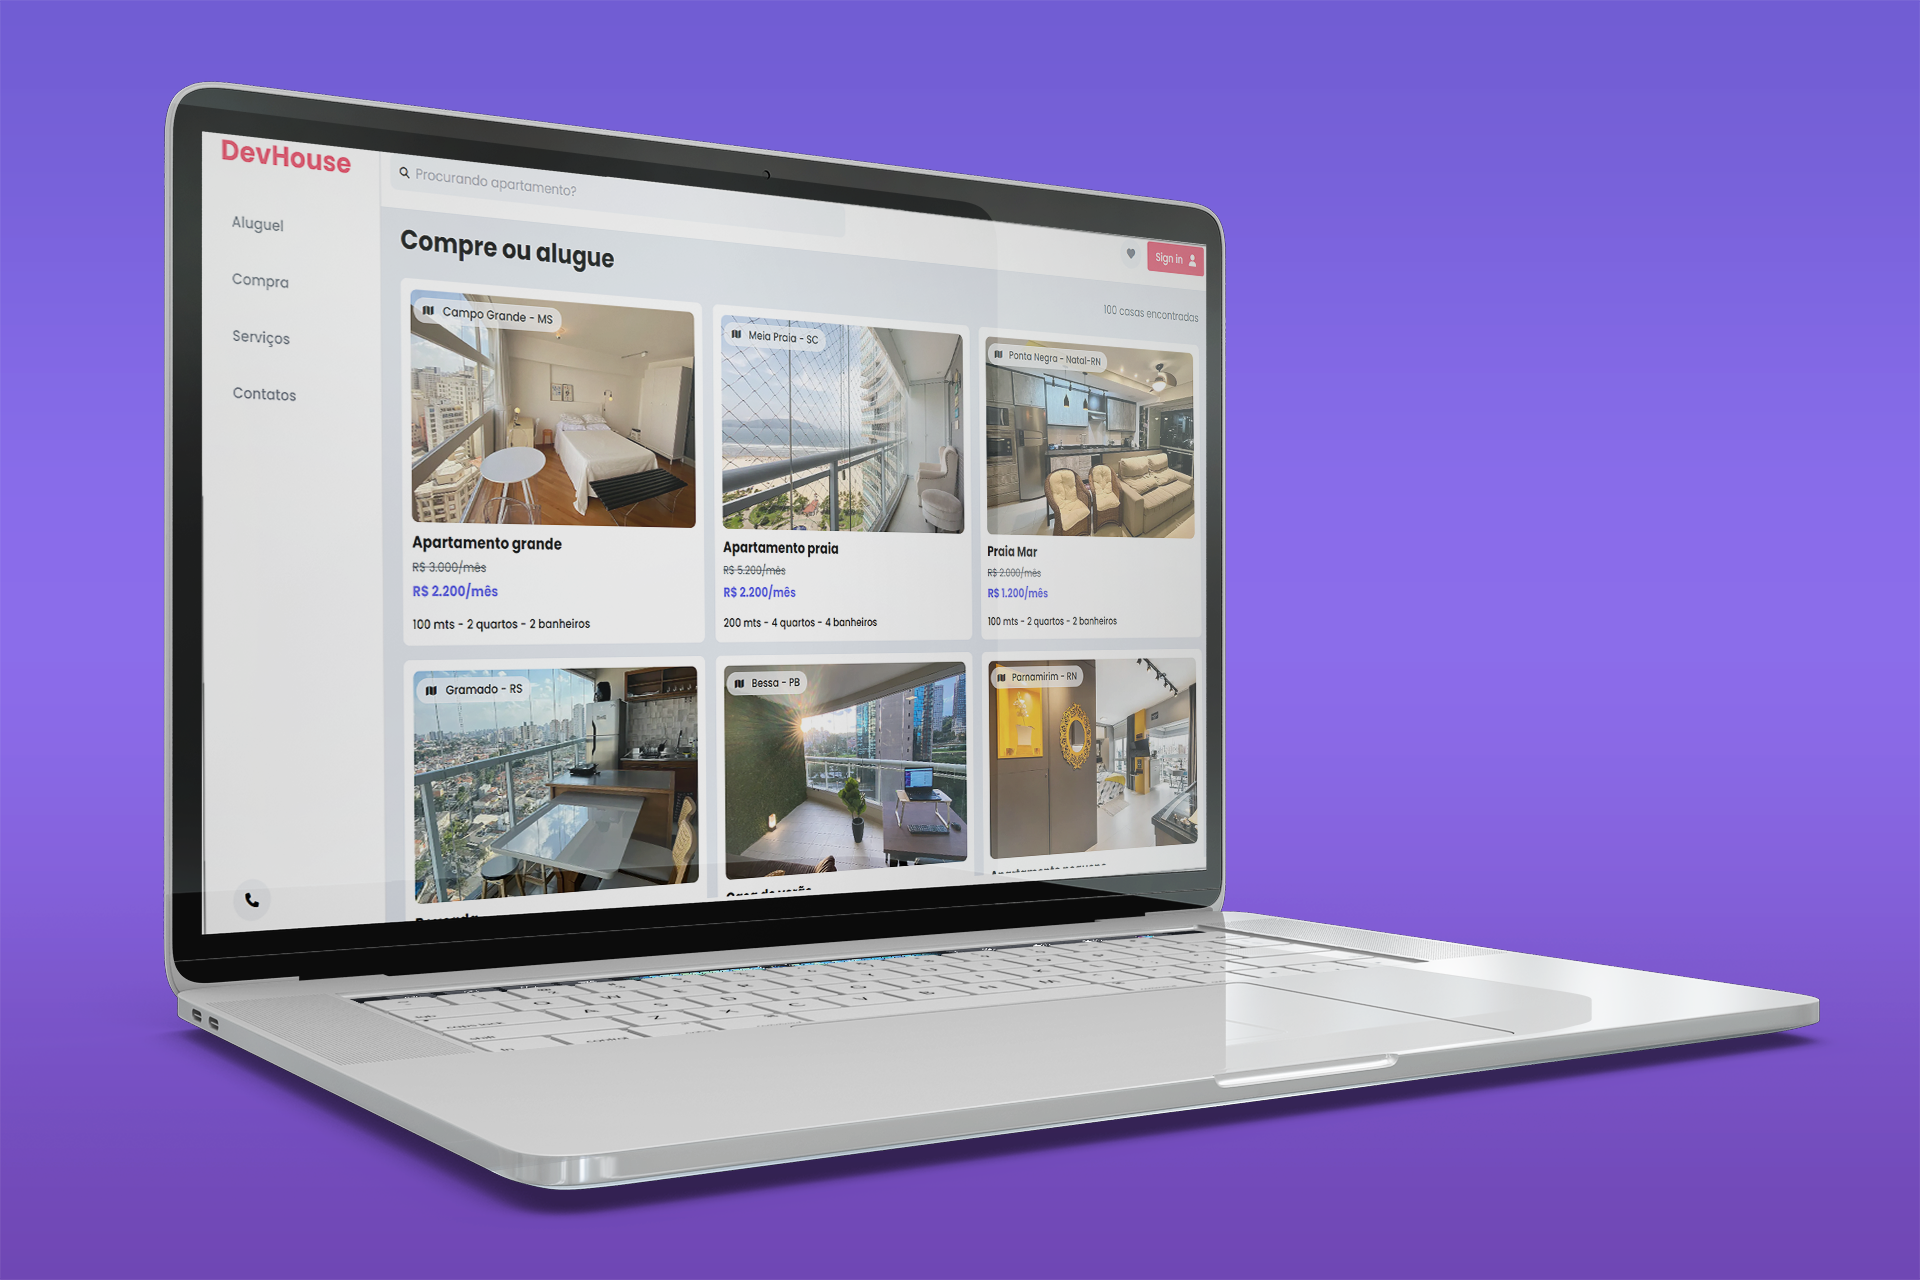 DevHouse
Procurando apartamento?
Aluguel
Compra
Serviços
Contatos
Compre ou alugue
Sign in
100 casas encontradas
Campo Grande - MS
Apartamento grande
R$ 3.000/mês
R$ 2.200/mês
100 mts - 2 quartos - 2 banheiros
Meia Praia - SC
Apartamento praia
R$ 5.200/mês
R$ 2.200/mês
200 mts - 4 quartos - 4 banheiros
Ponta Negra - Natal-RN
Praia Mar
R$ 2.000/mês
R$ 1.200/mês
100 mts - 2 quartos - 2 banheiros
Gramado - RS
Bessa - PB
Casa de verão
Parnamirim - RN